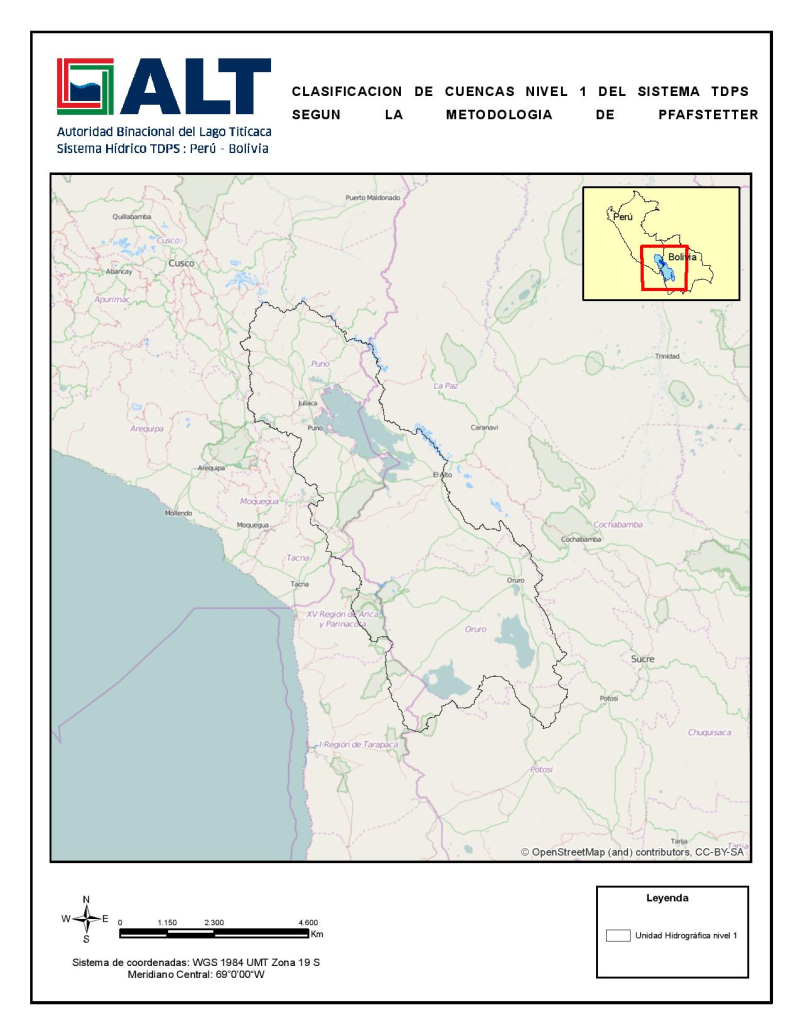 ALT
Autoridad Binacional del Lago Titicaca
Sistema Hídrico TDPS : Perú - Bolivia
CLASIFICACION DE CUENCAS NIVEL 1 DEL SISTEMA TDPS
SEGUN LA METODOLOGIA DE PFAFSTETTER
Puerto Maldonado
Quillabamba
Cusco
Cusco
Abancay
Apurímac
Perú
Bolivia
Trinidad
Puno
La Paz
Juliaca
Puno
Caranavi
Arequipa
Arequipa
El Alto
Moquegua
Mollendo
Moquegua
Cochabamba
Cochabamba
Tacna
Tacna
Oruro
XV Región de Arica
y Parinacota
Oruro
Sucre
Potosi
Chuquisaca
I Región de Tarapacá
Potosí
Tarija
Tarija
© OpenStreetMap (and) contributors, CC-BY-SA
N
W E
S
0 1.150 2.300 4.600
Km
Sistema de coordenadas: WGS 1984 UMT Zona 19 S
Meridiano Central: 69°0'00"W
Leyenda
Unidad Hidrográfica nivel 1